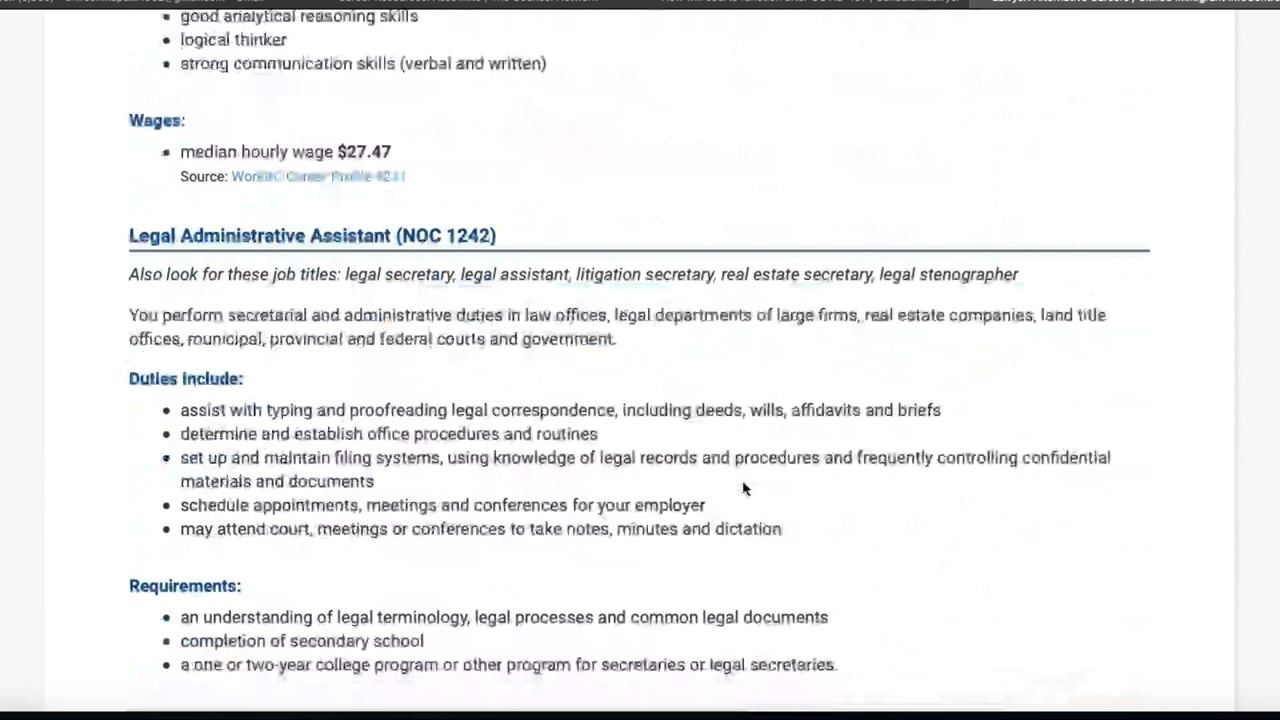 good analytical reasoning skills
logical thinker
strong communication skills (verbal and written)
Wages:
median hourly wage $27.47
Source: WorkBC Career Profile 4211
Legal Administrative Assistant (NOC 1242)
Also look for these job titles: legal secretary, legal assistant, litigation secretary, real estate secretary, legal stenographer
You perform secretarial and administrative duties in law offices, legal departments of large firms, real estate companies, land title
offices, municipal, provincial and federal courts and government.
Duties include:
assist with typing and proofreading legal correspondence, including deeds, wills, affidavits and briefs
determine and establish office procedures and routines
set up and maintain filing systems, using knowledge of legal records and procedures and frequently controlling confidential
materials and documents
schedule appointments, meetings and conferences for your employer
may attend court, meetings or conferences to take notes, minutes and dictation
Requirements:
an understanding of legal terminology, legal processes and common legal documents
completion of secondary school
a one or two-year college program or other program for secretaries or legal secretaries.